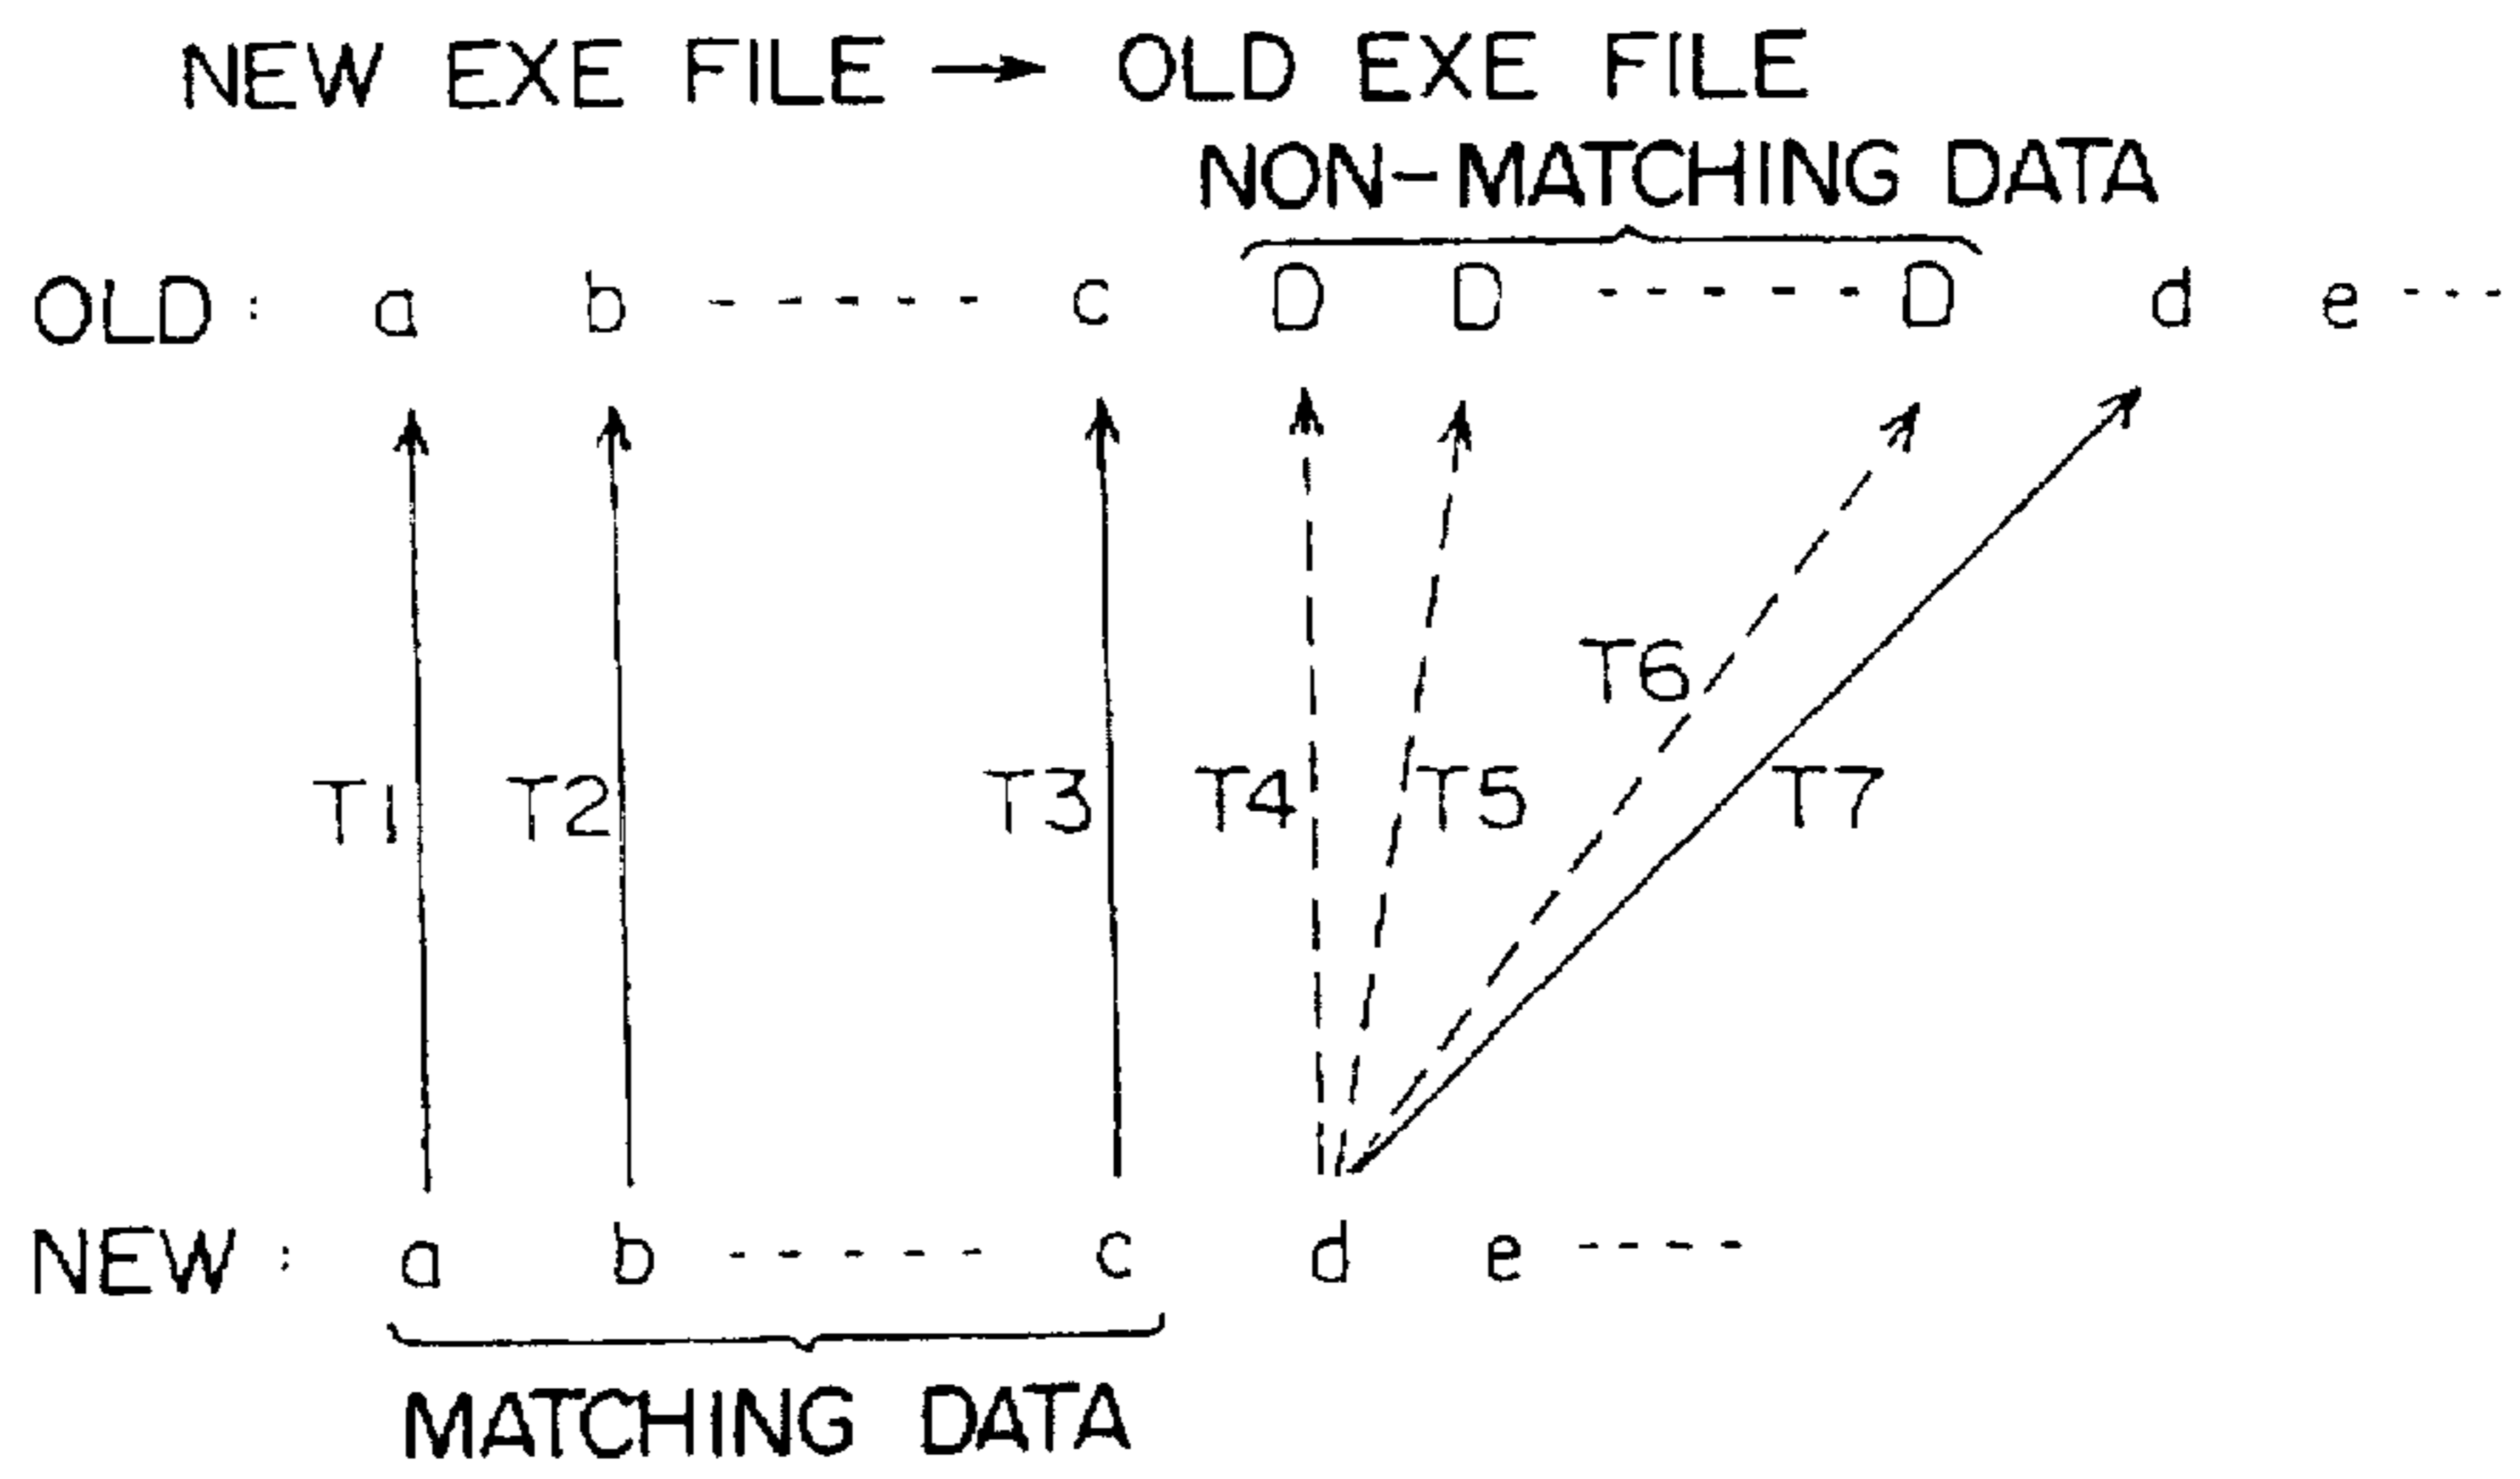 NEW EXE FILE → OLD EXE FILE
NON-MATCHING DATA
OLD: a b ----- c D D ----- D d e ---
T6
T1 T2 T3 T4 T5 T7
NEW: a b ----- c d e ----
MATCHING DATA